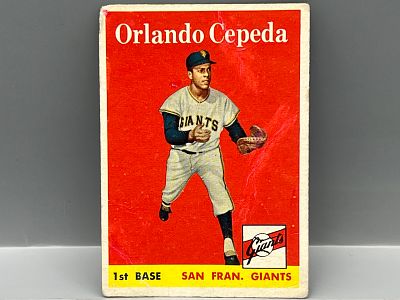 Orlando Cepeda
GIANTS
Giants
1st BASE SAN FRAN. GIANTS